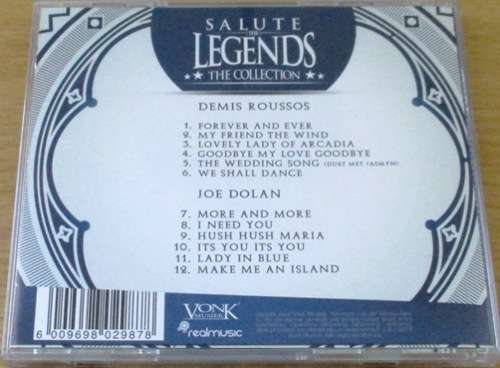 SALUTE
THE
LEGENDS
THE COLLECTION
DEMIS ROUSSOS
1. FOREVER AND EVER
2. MY FRIEND THE WIND
3. LOVELY LADY OF ARCADIA
4. GOODBYE MY LOVE GOODBYE
5. THE WEDDING SONG (DUET MET JASMYN)
6. WE SHALL DANCE
JOE DOLAN
7. MORE AND MORE
8. I NEED YOU
9. HUSH HUSH MARIA
10. ITS YOU ITS YOU
11. LADY IN BLUE
12. MAKE ME AN ISLAND
6 009698 029878
VONK
MUSIEK
realmusic